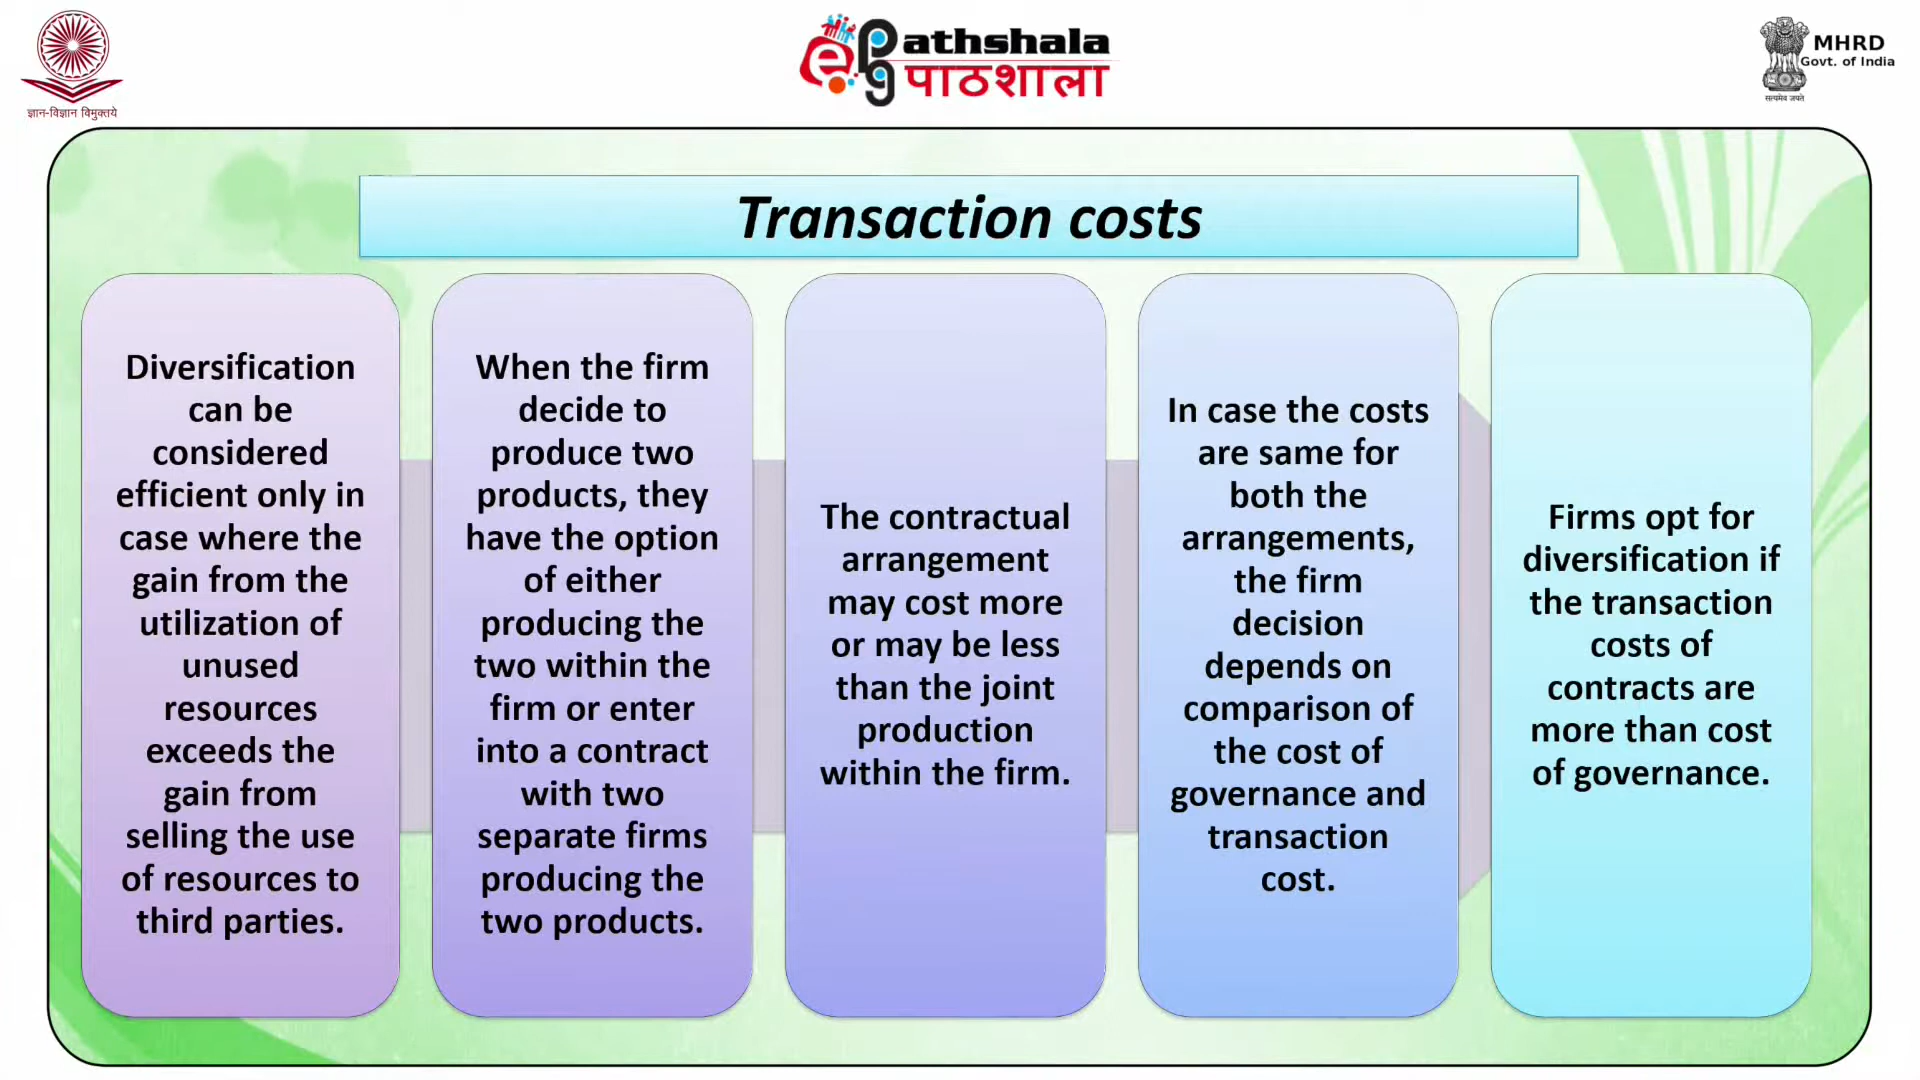 ज्ञान-विज्ञान विमुक्तये
ePG Pathshala
पाठशाला
MHRD
Govt. of India
सत्यमेव जयते
Transaction costs
Diversification
can be
considered
efficient only in
case where the
gain from the
utilization of
unused
resources
exceeds the
gain from
selling the use
of resources to
third parties.
When the firm
decide to
produce two
products, they
have the option
of either
producing the
two within the
firm or enter
into a contract
with two
separate firms
producing the
two products.
The contractual
arrangement
may cost more
or may be less
than the joint
production
within the firm.
In case the costs
are same for
both the
arrangements,
the firm
decision
depends on
comparison of
the cost of
governance and
transaction
cost.
Firms opt for
diversification if
the transaction
costs of
contracts are
more than cost
of governance.